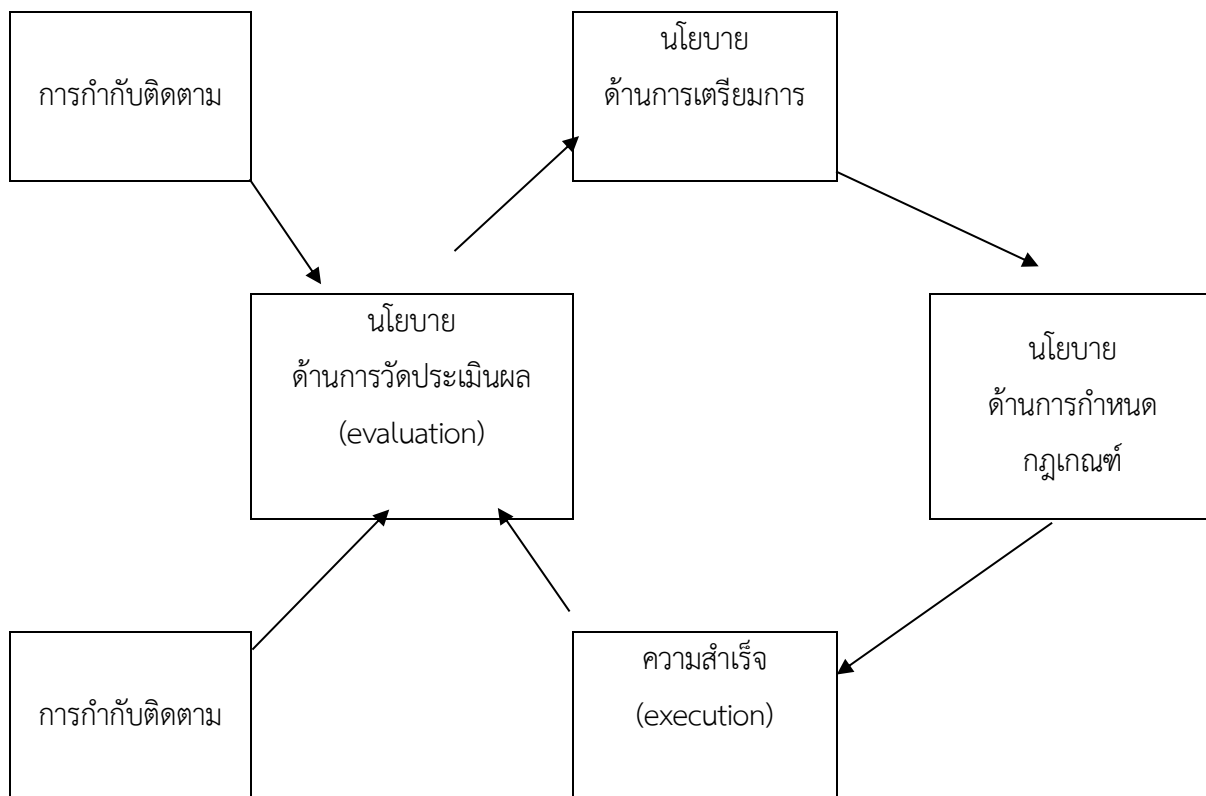 การกำกับติดตาม
นโยบาย
ด้านการเตรียมการ
นโยบาย
ด้านการวัดประเมินผล
(evaluation)
นโยบาย
ด้านการกำหนด
กฎเกณฑ์
การกำกับติดตาม
ความสำเร็จ
(execution)